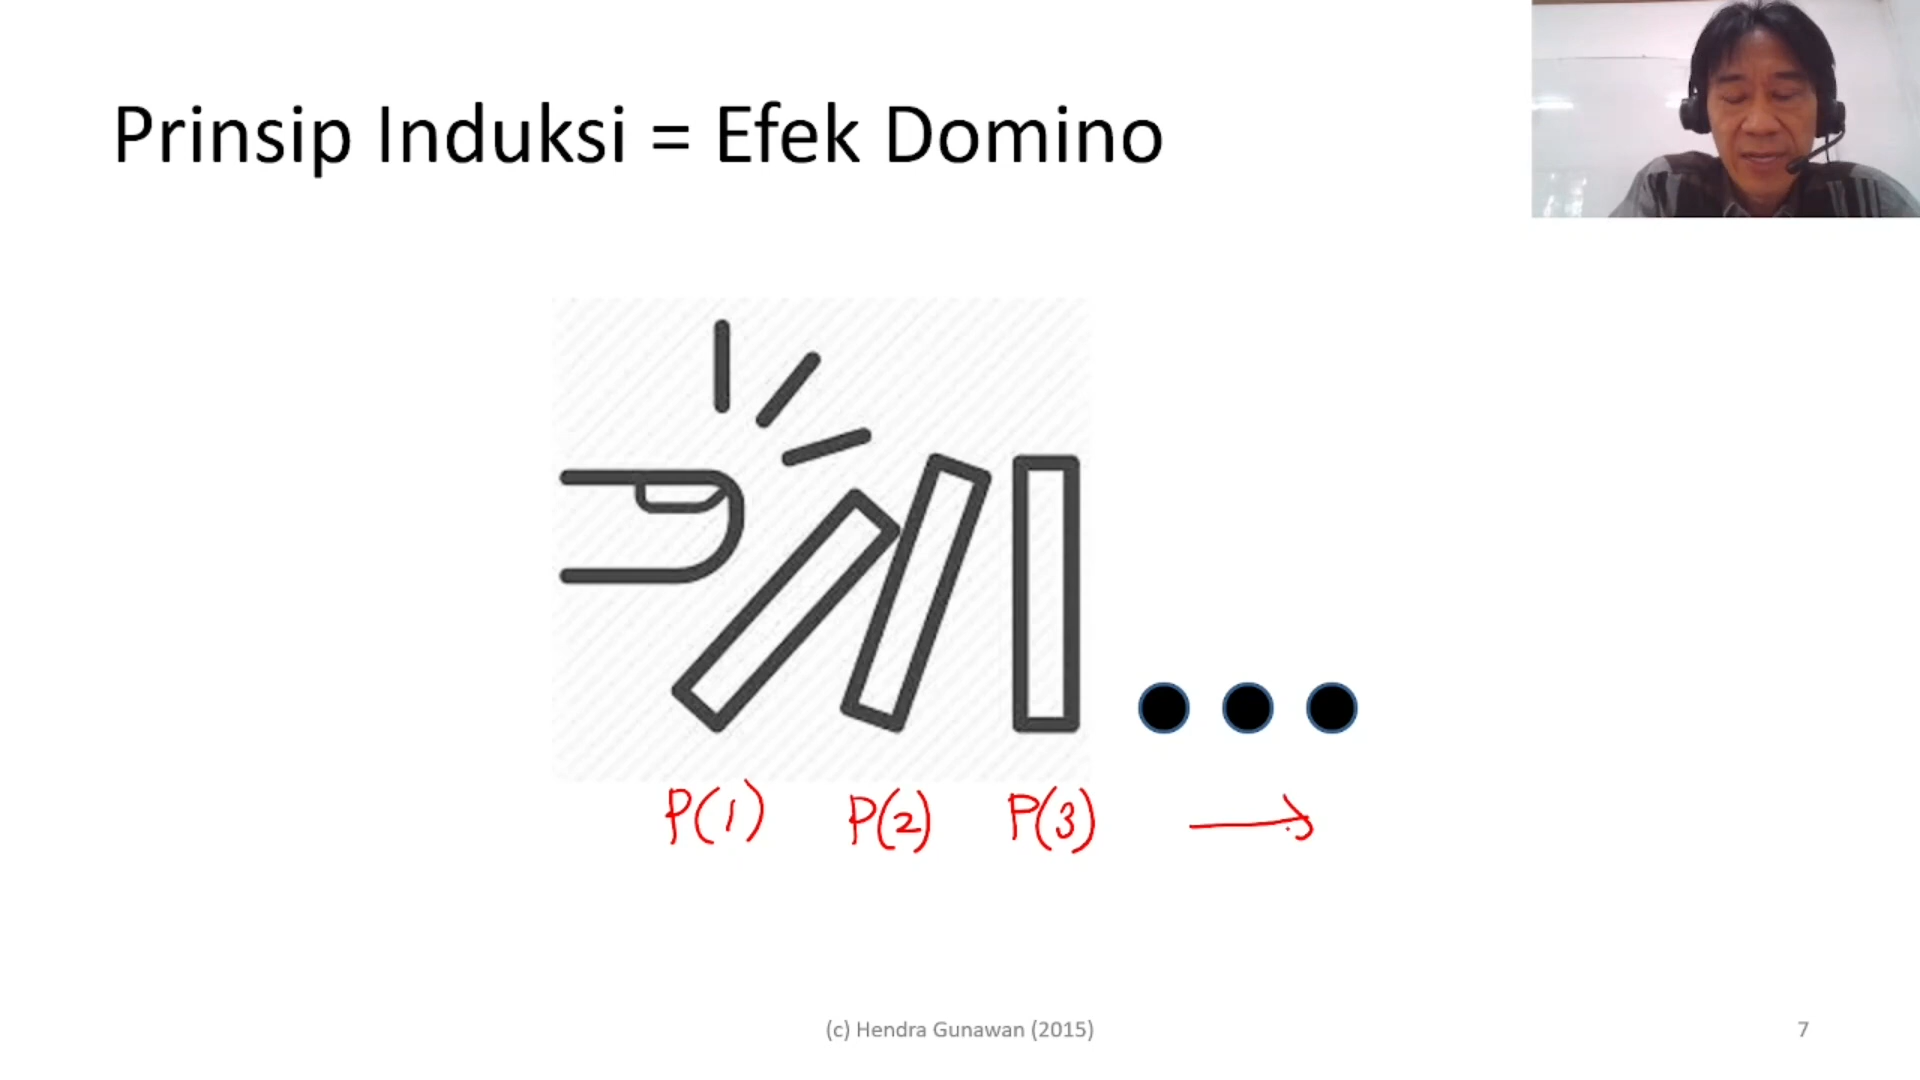 Prinsip Induksi = Efek Domino
P(1) P(2) P(3)
(c) Hendra Gunawan (2015)
7